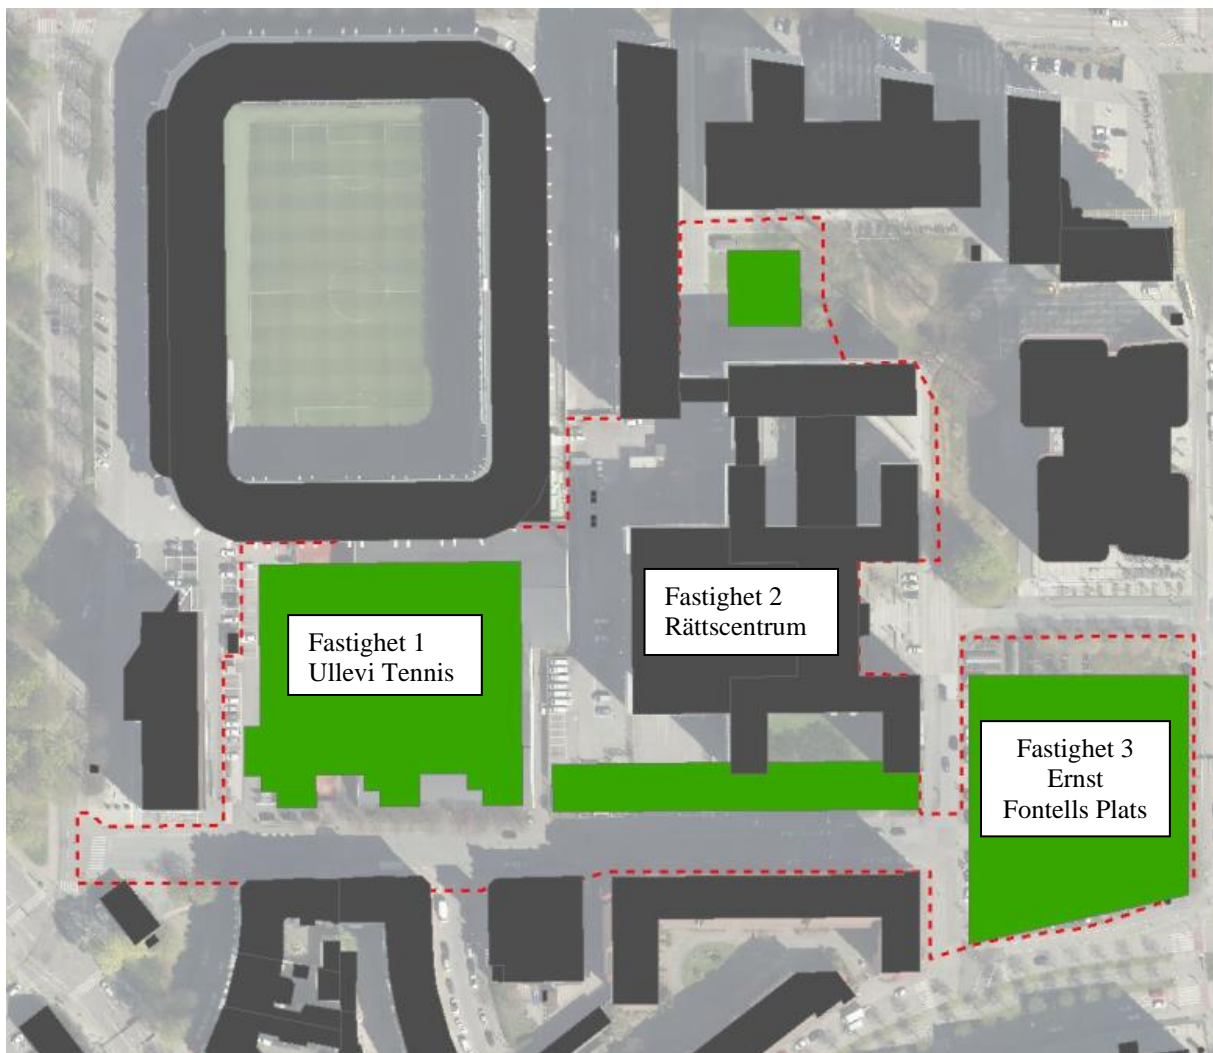 Fastighet 1
Ullevi Tennis
Fastighet 2
Rättscentrum
Fastighet 3
Ernst
Fontells Plats